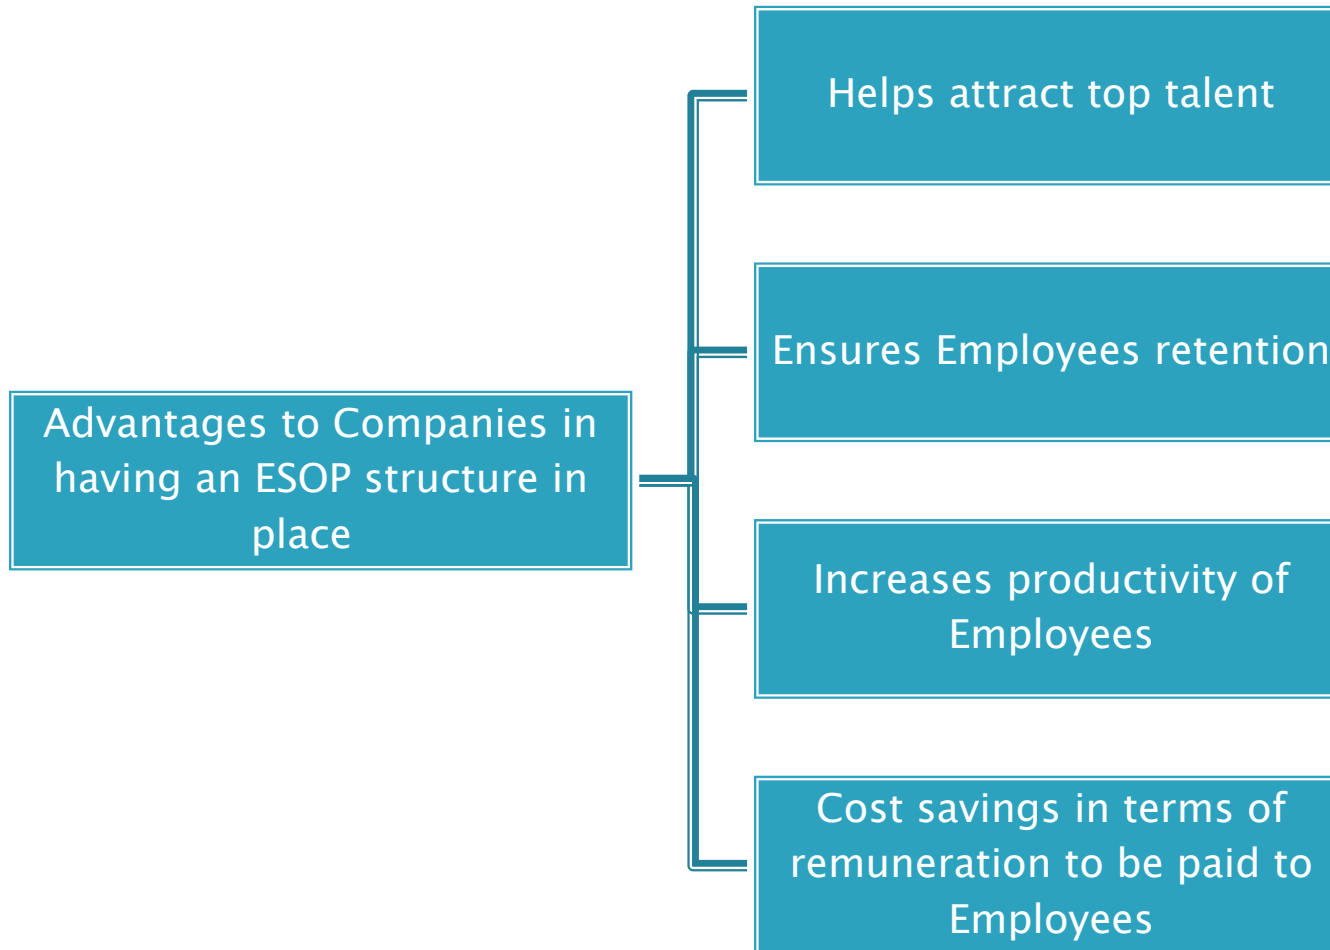 Helps attract top talent
Ensures Employees retention
Advantages to Companies in
having an ESOP structure in
place
Increases productivity of
Employees
Cost savings in terms of
remuneration to be paid to
Employees